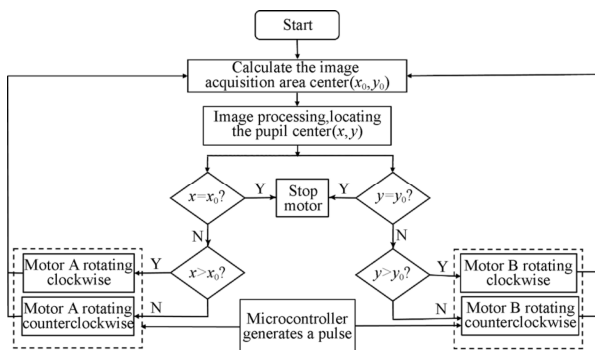 Start
Calculate the image
acquisition area center(x₀,y₀)
Image processing,locating
the pupil center(x,y)
x=x₀?
Y
Stop
motor
Y
y=y₀?
N
N
Motor A rotating
clockwise
Y
x>x₀?
y>y₀?
Y
Motor B rotating
clockwise
Motor A rotating
counterclockwise
N
Microcontroller
generates a pulse
N
Motor B rotating
counterclockwise